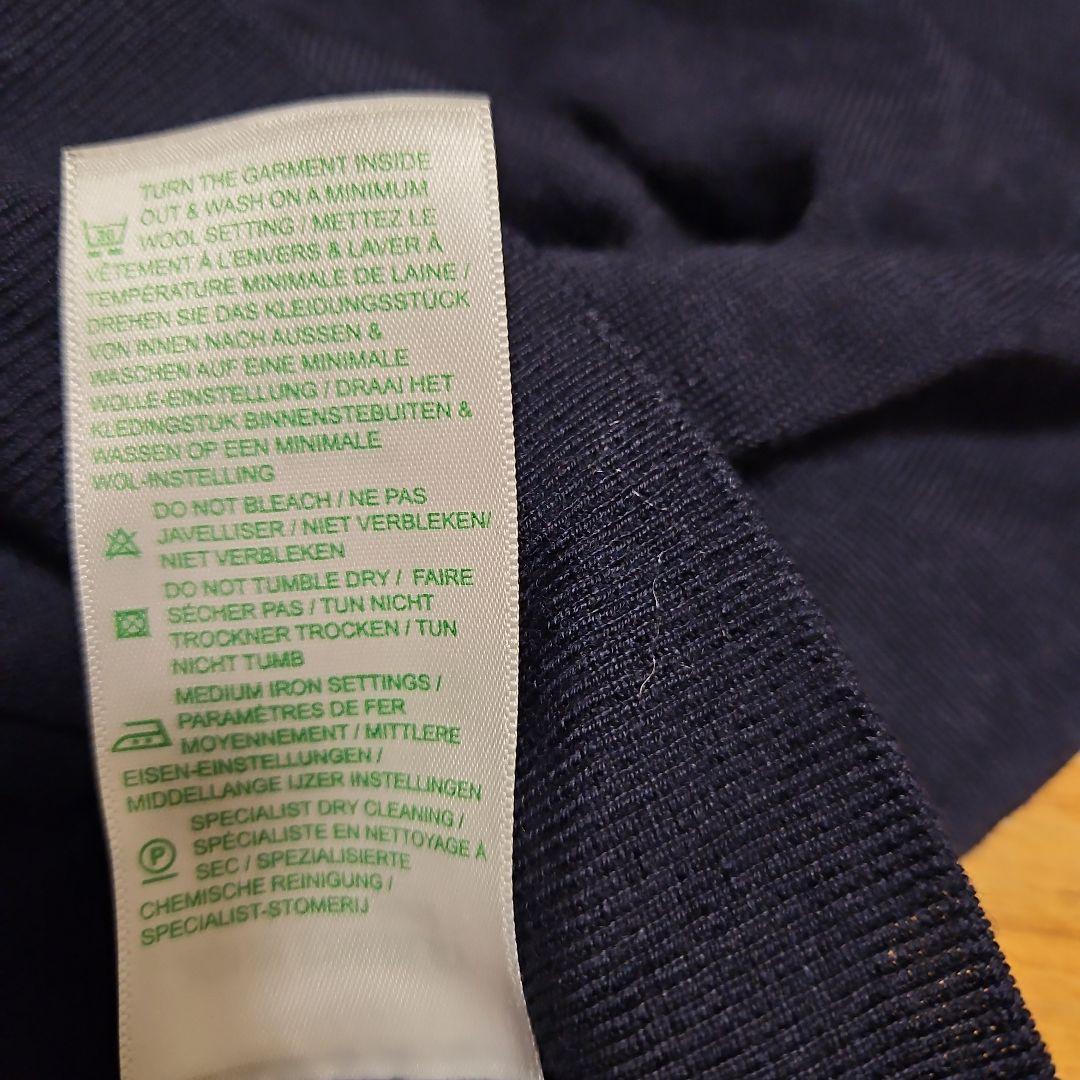 TURN THE GARMENT INSIDE
OUT & WASH ON A MINIMUM
30
WOOL SETTING / METTEZ LE
VÊTEMENT À L'ENVERS & LAVER À
TEMPÉRATURE MINIMALE DE LAINE /
DREHEN SIE DAS KLEIDUNGSSTÜCK
VON INNEN NACH AUSSEN &
WASCHEN AUF EINE MINIMALE
WOLLE-EINSTELLUNG / DRAAI HET
KLEDINGSTUK BINNENSTEBUITEN &
WASSEN OP EEN MINIMALE
WOL-INSTELLING
DO NOT BLEACH / NE PAS
JAVELLISER / NIET VERBLEKEN/
NIET VERBLEKEN
DO NOT TUMBLE DRY / FAIRE
SÉCHER PAS / TUN NICHT
TROCKNER TROCKEN / TUN
NICHT TUMB
MEDIUM IRON SETTINGS /
PARAMÈTRES DE FER
MOYENNEMENT / MITTLERE
EISEN-EINSTELLUNGEN /
MIDDELLANGE IJZER INSTELLINGEN
SPECIALIST DRY CLEANING /
SPÉCIALISTE EN NETTOYAGE À
P
SEC / SPEZIALISIERTE
CHEMISCHE REINIGUNG /
SPECIALIST-STOMERIJ